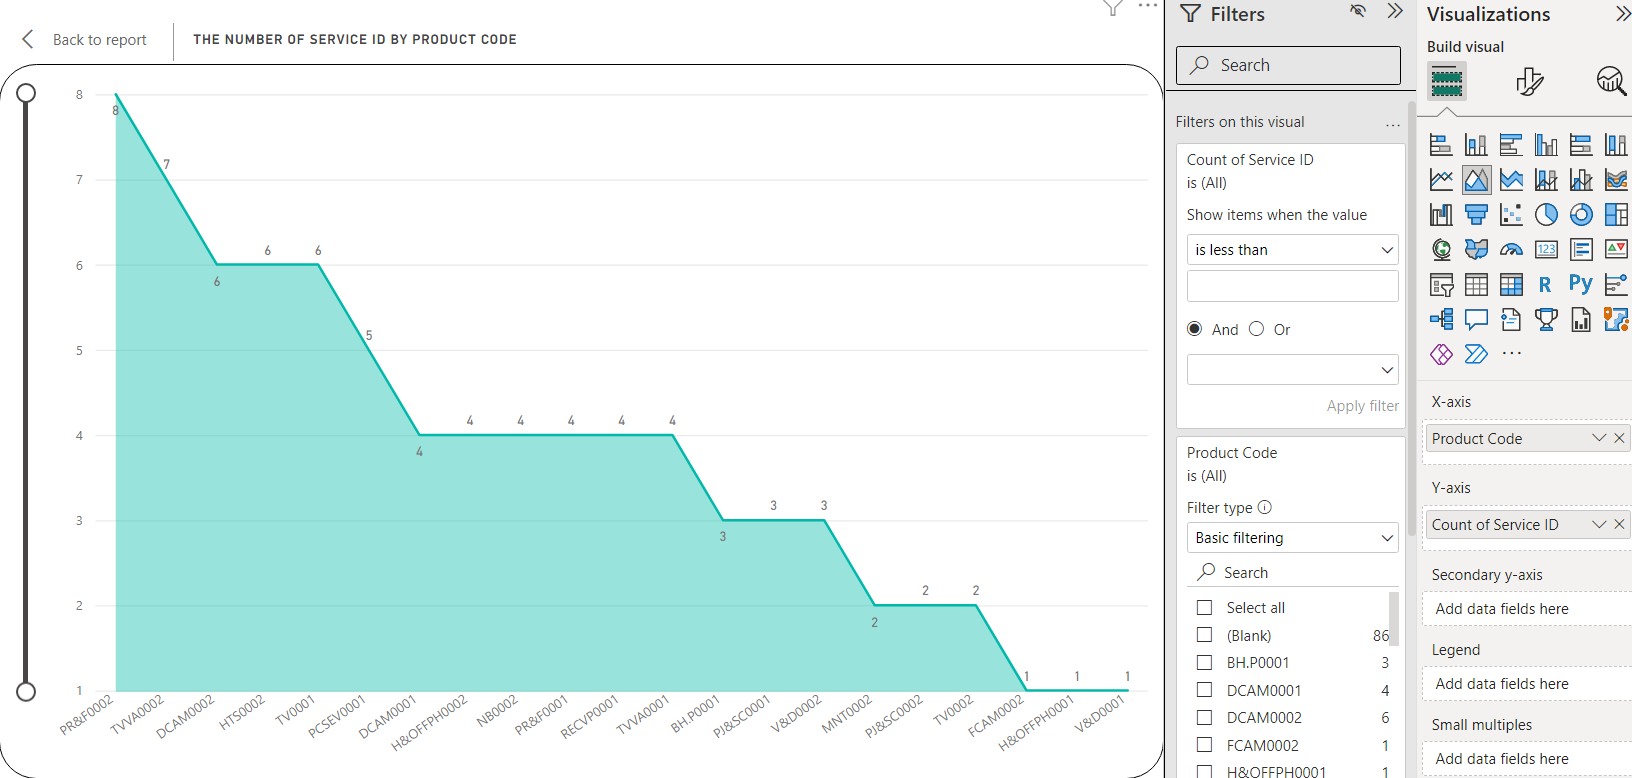 Back to report
THE NUMBER OF SERVICE ID BY PRODUCT CODE
8
7
6
5
4
3
2
1
8
7
6
6
6
5
4
4
4
4
4
4
3
3
3
2
2
2
1
1
1
PR&F0002
TVVA0002
DCAM0002
HTS0002
TV0001
PCSEV0001
DCAM0001
H&OFFPH0002
NB0002
PR&F0001
RECVP0001
TVVA0001
BH.P0001
PJ&SC0001
V&D0002
MNT0002
PJ&SC0002
TV0002
FCAM0002
H&OFFPH0001
V&D0001
Filters
Search
Filters on this visual
...
Count of Service ID
is (All)
Show items when the value
is less than
And Or
Apply filter
Product Code
is (All)
Filter type
Basic filtering
Search
Select all
(Blank) 86
BH.P0001 3
DCAM0001 4
DCAM0002 6
FCAM0002 1
H&OFFPH0001 1
Visualizations
Build visual
123
R Py
...
X-axis
Product Code
Y-axis
Count of Service ID
Secondary y-axis
Add data fields here
Legend
Add data fields here
Small multiples
Add data fields here